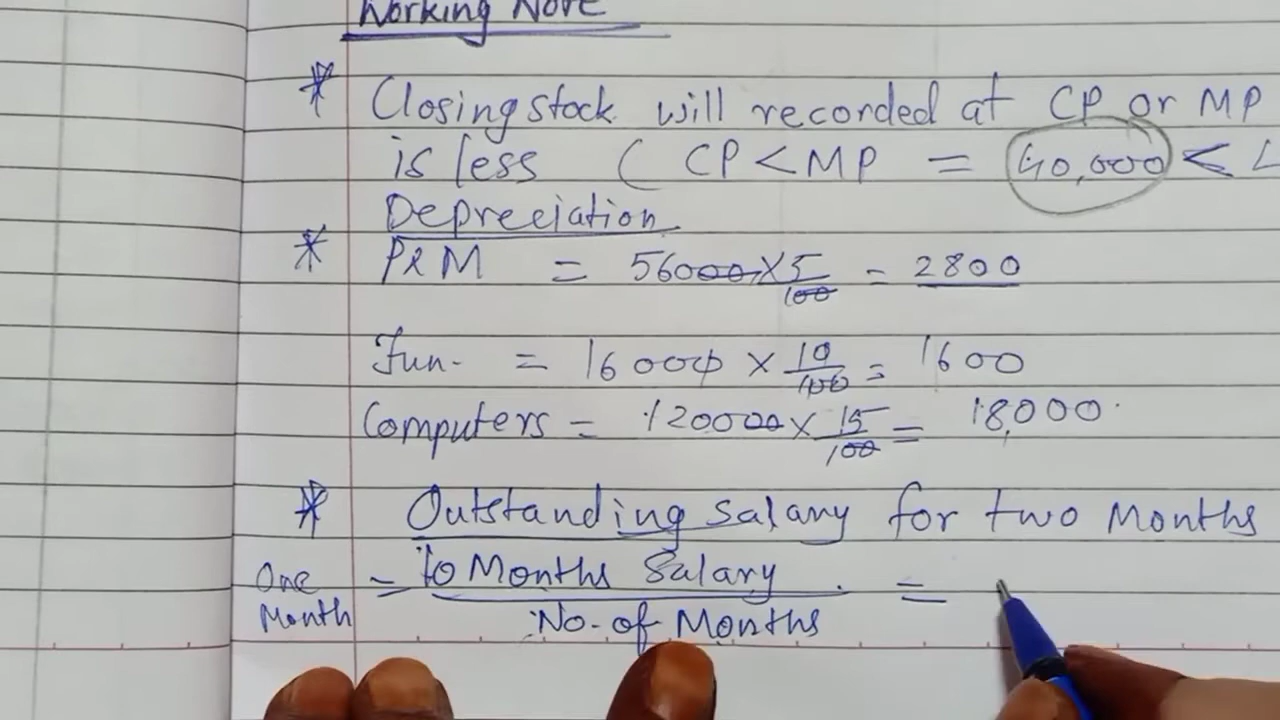 Working Note
* Closing stock will recorded at CP or MP
is less ( CP < MP = 40,000 < L
Depreciation
* P&M = 56000 × 5/100 = 2800
Fun. = 16000 × 10/100 = 1600
Computers = 120000 × 15/100 = 18,000
* Outstanding Salary for two Months
One Month = 10 Months Salary / No. of Months =